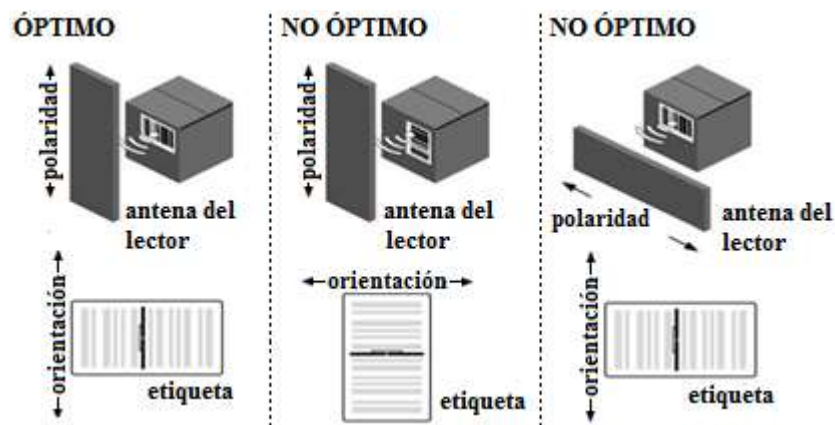 ÓPTIMO
polaridad
antena del
lector
orientación
etiqueta
NO ÓPTIMO
polaridad
antena del
lector
orientación
etiqueta
NO ÓPTIMO
polaridad
antena del
lector
orientación
etiqueta